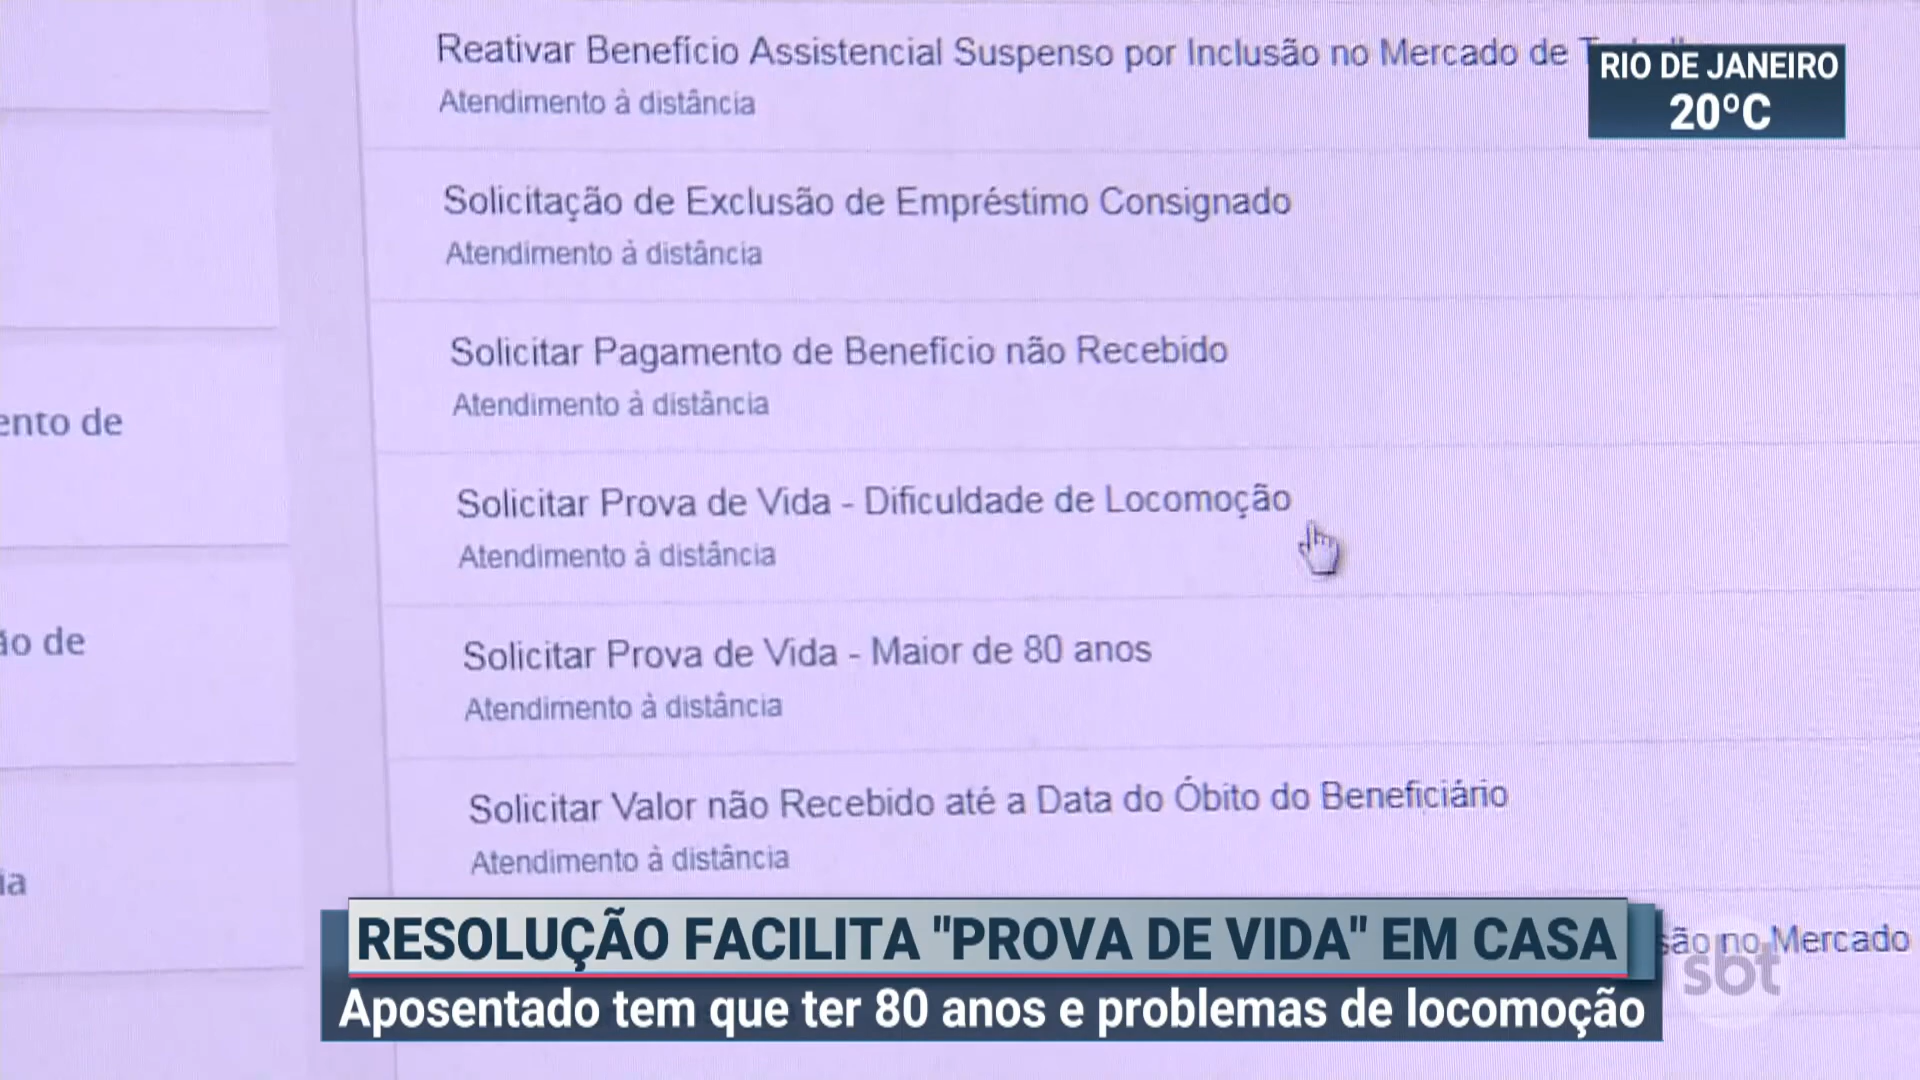 Reativar Benefício Assistencial Suspenso por Inclusão no Mercado de
Atendimento à distância
RIO DE JANEIRO
20ºC
Solicitação de Exclusão de Empréstimo Consignado
Atendimento à distância
Solicitar Pagamento de Benefício não Recebido
Atendimento à distância
ento de
Solicitar Prova de Vida - Dificuldade de Locomoção
Atendimento à distância
ão de
Solicitar Prova de Vida - Maior de 80 anos
Atendimento à distância
Solicitar Valor não Recebido até a Data do Óbito do Beneficiário
Atendimento à distância
ia
são no Mercado
RESOLUÇÃO FACILITA "PROVA DE VIDA" EM CASA
sbt
Aposentado tem que ter 80 anos e problemas de locomoção